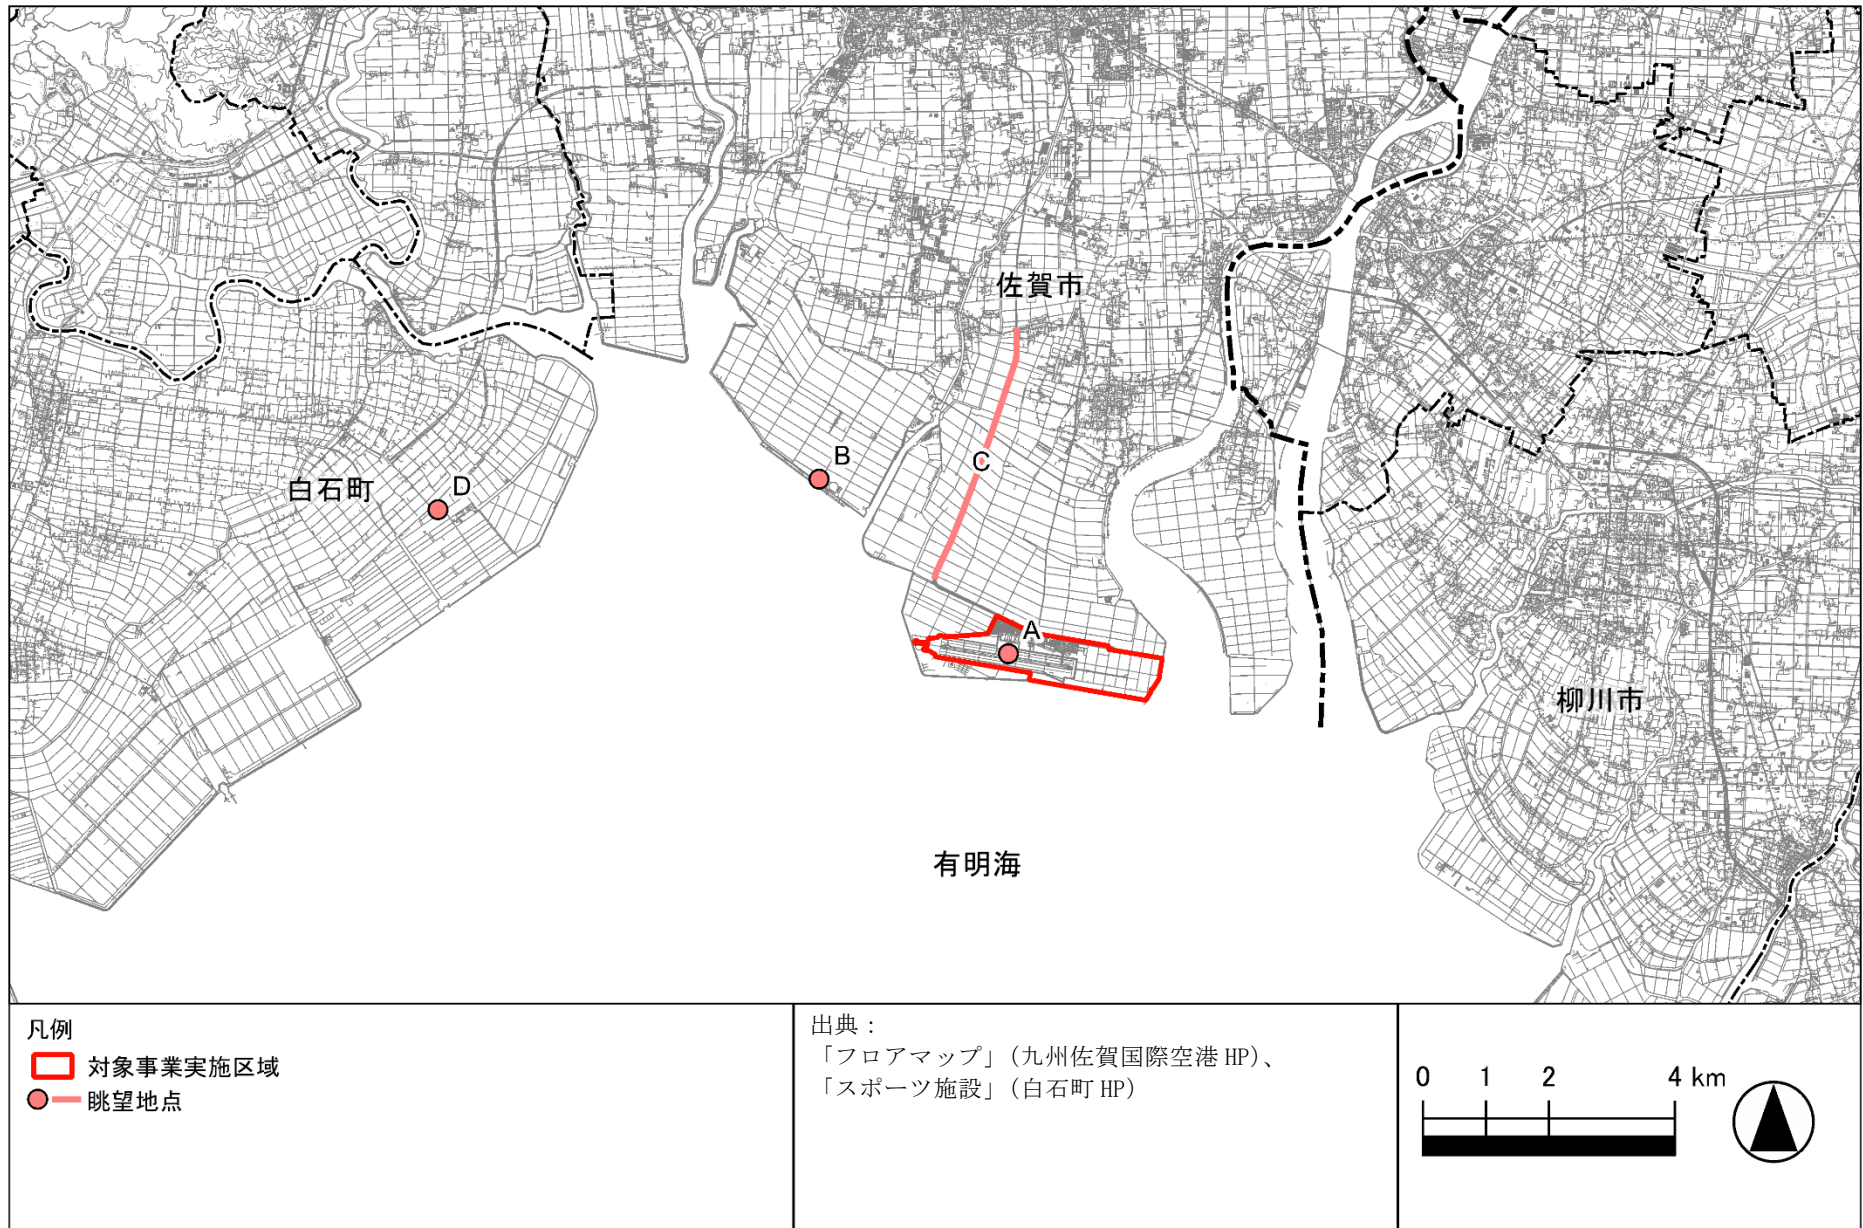 佐賀市
B
C
白石町
D
A
柳川市
有明海
凡例
対象事業実施区域
眺望地点
出典：
「フロアマップ」（九州佐賀国際空港 HP）、
「スポーツ施設」（白石町 HP）
0 1 2 4 km